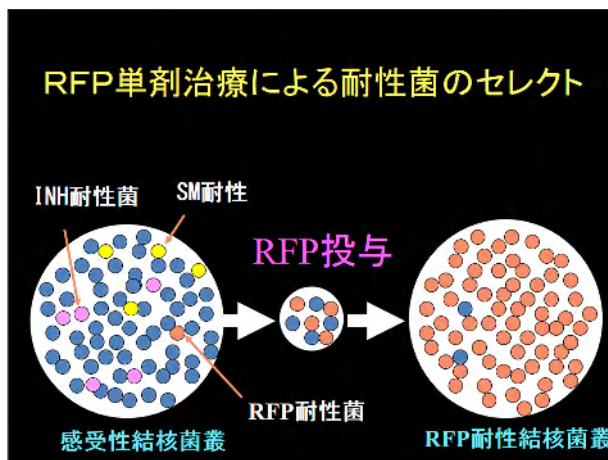 RFP単剤治療による耐性菌のセレクト
INH耐性菌
SM耐性
RFP投与
RFP耐性菌
感受性結核菌叢
RFP耐性結核菌叢